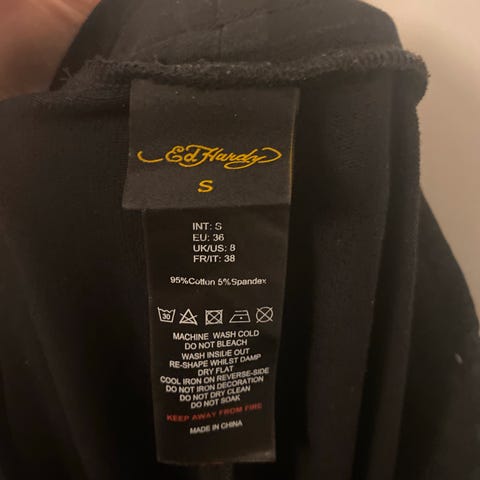 Ed Hardy
S
INT: S
EU: 36
UK/US: 8
FR/IT: 38
95%Cotton 5%Spandex
30
MACHINE WASH COLD
DO NOT BLEACH
WASH INSIDE OUT
RE-SHAPE WHILST DAMP
DRY FLAT
COOL IRON ON REVERSE-SIDE
DO NOT IRON DECORATION
DO NOT DRY CLEAN
DO NOT SOAK
KEEP AWAY FROM FIRE
MADE IN CHINA